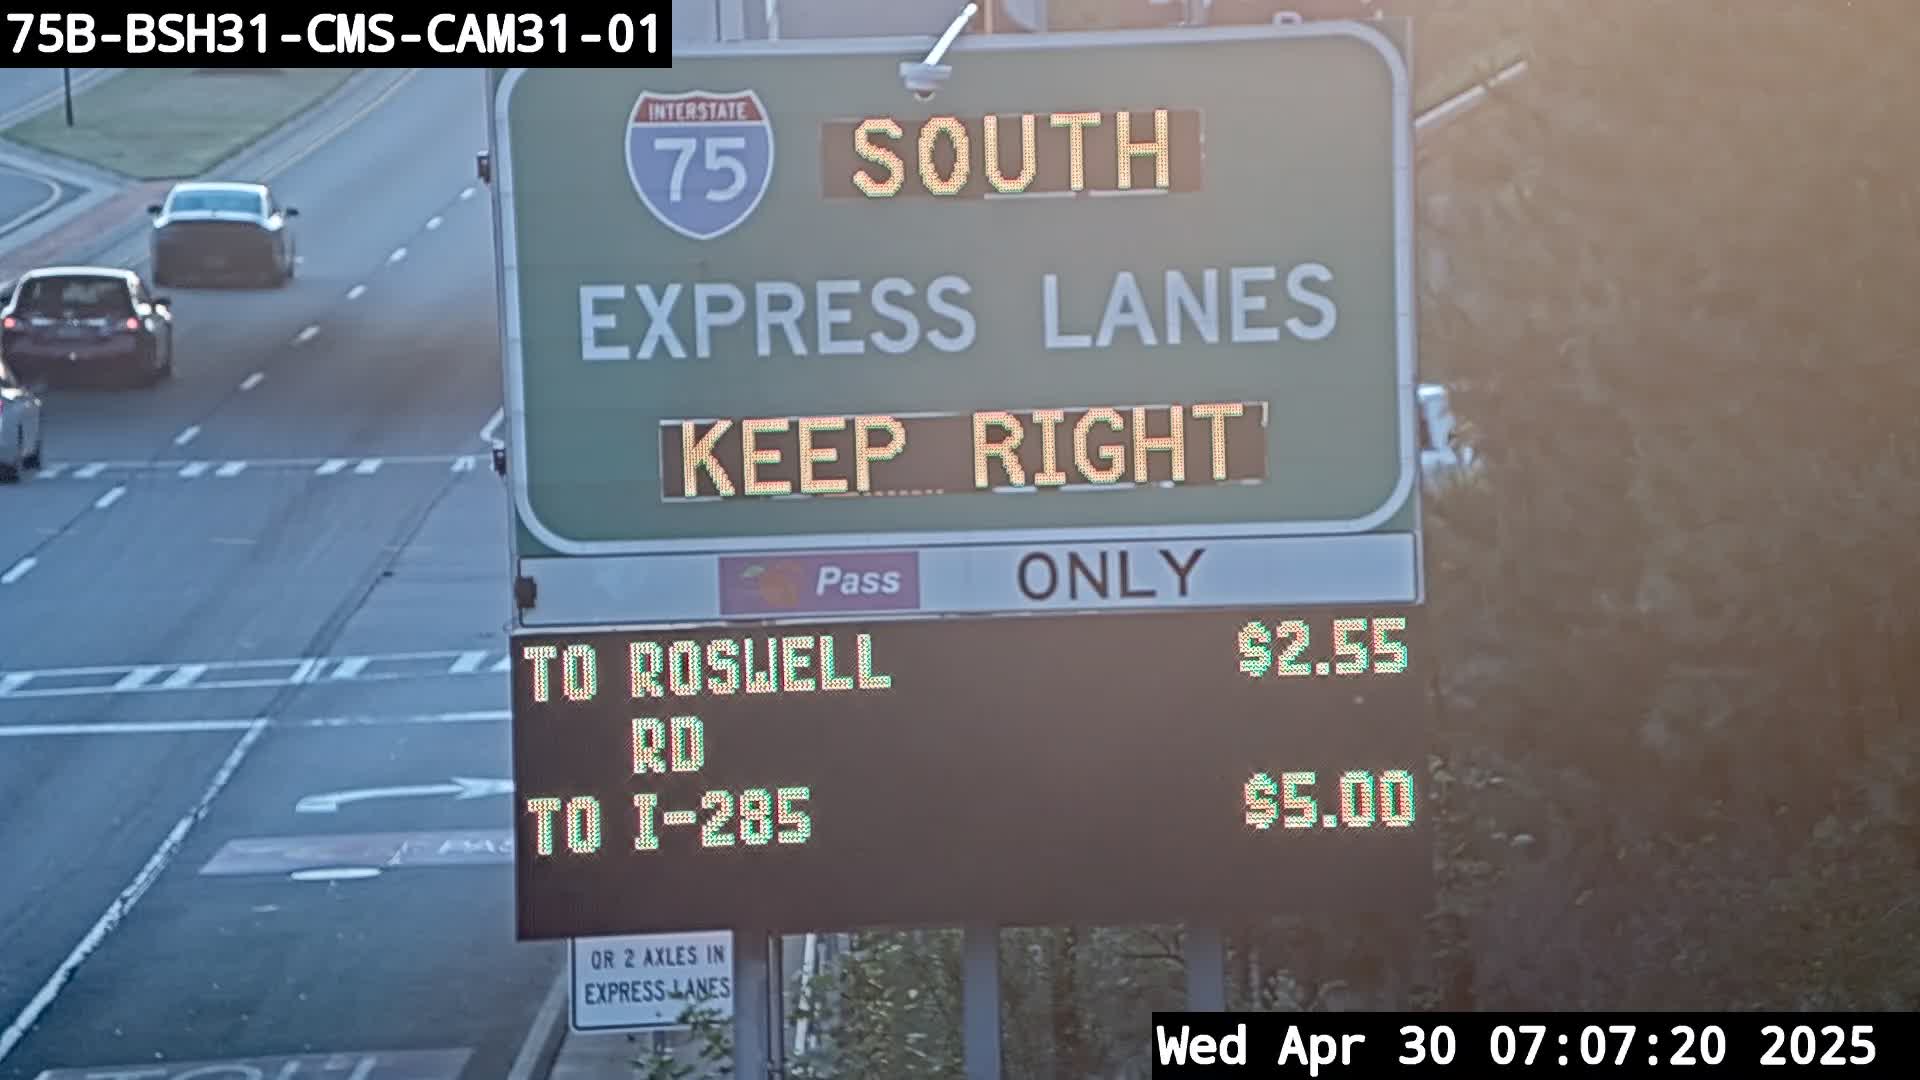 75B-BSH31-CMS-CAM31-01
INTERSTATE
75
SOUTH
EXPRESS LANES
KEEP RIGHT
Pass ONLY
TO ROSWELL $2.55
RD
TO I-285 $5.00
OR 2 AXLES IN
EXPRESS LANES
Wed Apr 30 07:07:20 2025